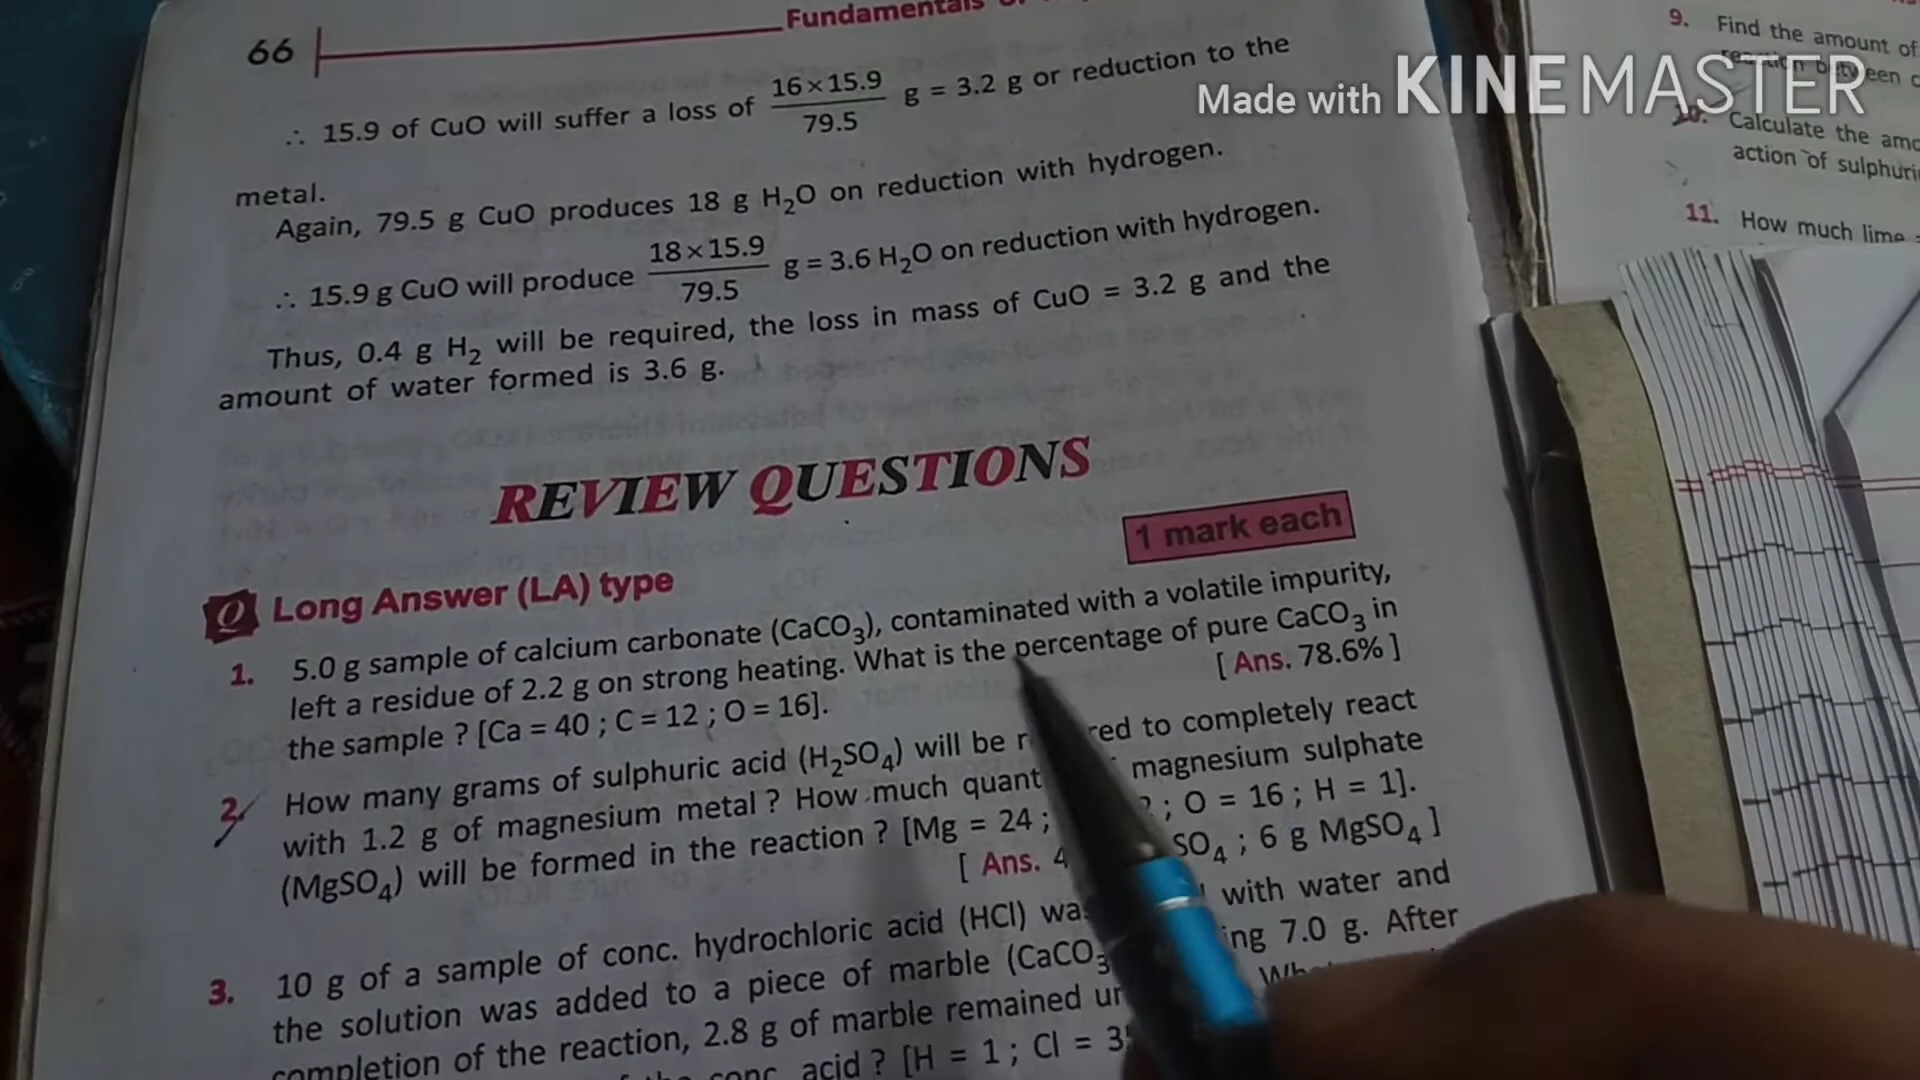 66
Fundamentals
∴ 15.9 of CuO will suffer a loss of 16×15.9/79.5 g = 3.2 g or reduction to the
metal.
Again, 79.5 g CuO produces 18 g H₂O on reduction with hydrogen.
∴ 15.9 g CuO will produce 18×15.9/79.5 g = 3.6 H₂O on reduction with hydrogen.
Thus, 0.4 g H₂ will be required, the loss in mass of CuO = 3.2 g and the
amount of water formed is 3.6 g.
REVIEW QUESTIONS
1 mark each
Q Long Answer (LA) type
1. 5.0 g sample of calcium carbonate (CaCO₃), contaminated with a volatile impurity,
left a residue of 2.2 g on strong heating. What is the percentage of pure CaCO₃ in
the sample ? [Ca = 40 ; C = 12 ; O = 16]. [ Ans. 78.6% ]
2. How many grams of sulphuric acid (H₂SO₄) will be to completely react
with 1.2 g of magnesium metal ? How much magnesium sulphate
(MgSO₄) will be formed in the reaction ? [Mg = 24 ; ; O = 16 ; H = 1].
[ Ans. 4 SO₄ ; 6 g MgSO₄ ]
3. 10 g of a sample of conc. hydrochloric acid (HCl) with water and
the solution was added to a piece of marble (CaCO₃ 7.0 g. After
completion of the reaction, 2.8 g of marble remained
conc. acid ? [H = 1 ; Cl =
9. Find the amount of
10. Calculate the
action of
11. How much lime
Made with KINEMASTER